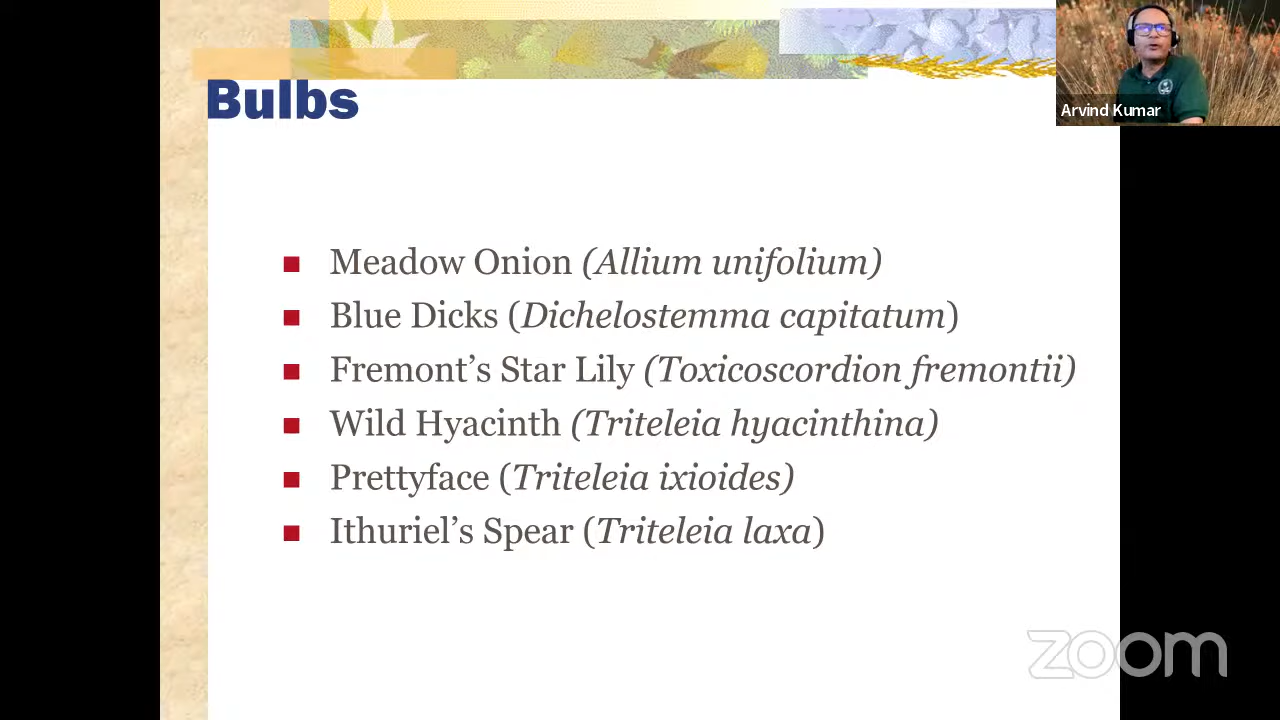 Bulbs
Arvind Kumar
Meadow Onion (Allium unifolium)
Blue Dicks (Dichelostemma capitatum)
Fremont’s Star Lily (Toxicoscordion fremontii)
Wild Hyacinth (Triteleia hyacinthina)
Prettyface (Triteleia ixioides)
Ithuriel’s Spear (Triteleia laxa)
zoom